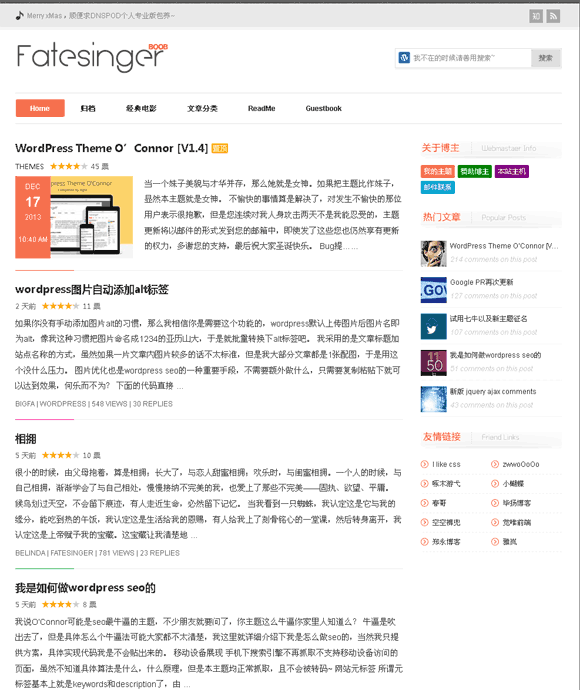 Merry xMas，顺便求DNSPOD个人专业版包养~
知
Fatesinger
BOOB
我不在的时候请善用搜索~
搜索
Home 归档 经典电影 文章分类 ReadMe Guestbook
WordPress Theme O’Connor [V1.4] 置顶
THEMES 45 票
DEC
17
2013
10:40 AM
WordPress Theme O'Connor
当一个妹子美貌与才华并存，那么她就是女神。如果把主题比作妹子，
显然本主题就是女神。 不愉快的事情算是解决了，对发生不愉快的那位
用户表示很抱歉，但是您连续对我人身攻击两天不是我能忍受的，主题
更新将以邮件的形式发到您的邮箱中，即使发了这些您也仍然享有更新
的权力，多谢您的支持，最后祝大家圣诞快乐。 Bug提……
wordpress图片自动添加alt标签
2 天前 11 票
如果你没有手动添加图片alt的习惯，那么我相信你是需要这个功能的，wordpress默认上传图片后图片名即
为alt，像我这种习惯把图片命名成1234的亚历山大，于是就批量转换下alt标签吧。 我采用的是文章标题加
站点名称的方式，虽然如果一片文章内图片较多的话不太标准，但是我大部分文章都是1张配图，于是用这
个没什么压力。 图片优化也是wordpress seo的一种重要手段，不需要额外做什么，只需要复制粘贴下就可
以达到效果，何乐而不为？ 下面的代码直接 ...
BIGFA | WORDPRESS | 548 VIEWS | 30 REPLIES
相拥
5 天前 10 票
很小的时候，由父母抱着，算是相拥；长大了，与恋人甜蜜相拥；欢乐时，与闺蜜相拥。一个人的时候，与
自己相拥，渐渐学会了与自己相处，慢慢接纳不完美的我，也爱上了那些不完美——固执、欲望、平庸。
候鸟划过天空，不会留下痕迹，有人走近生命，必然留下记忆。 当我看到一只蜘蛛，我认定这是它与我的
缘分，能吃到热的午饭，我认定这是生活给我的恩赐，有人给我上了刻骨铭心的一堂课，然后转身离开，我
认定这是上帝赋予我的宝藏。这宝藏让我清楚地 ...
BELINDA | FATESINGER | 781 VIEWS | 23 REPLIES
我是如何做wordpress seo的
5 天前 8 票
我说O'Connor可能是seo最牛逼的主题，不少朋友就要问了，你主题这么牛逼你家里人知道么？ 牛逼是吹
出去了，但是具体怎么个牛逼法可能大家都不太清楚，我这里就详细介绍下我是怎么做seo的，当然我只提
供方案，具体实现代码我是不会贴出来的。 移动设备展现 手机下搜索引擎不再抓取不支持移动设备访问的
页面，虽然不知道具体算法是什么，什么原理，但是本主题均正常抓取，且不会被转码~ 网站元标签 所谓元
标签基本上就是keywords和description了，由 ...
关于博主 Webmastaer Info
我的主题 赞助博主 本站主机
邮件联系
热门文章 Popular Posts
WordPress Theme O'Connor [V...
214 comments on this post
Google PR再次更新
127 comments on this post
试用七牛以及新主题征名
107 comments on this post
我是如何做wordpress seo的
51 comments on this post
新版 jquery ajax comments
43 comments on this post
友情链接 Friend Links
I like css zwwoOoOo
啄木游子 小蝴蝶
春哥 毕扬博客
空空裤兜 觉唯前端
郑永博客 雅岚